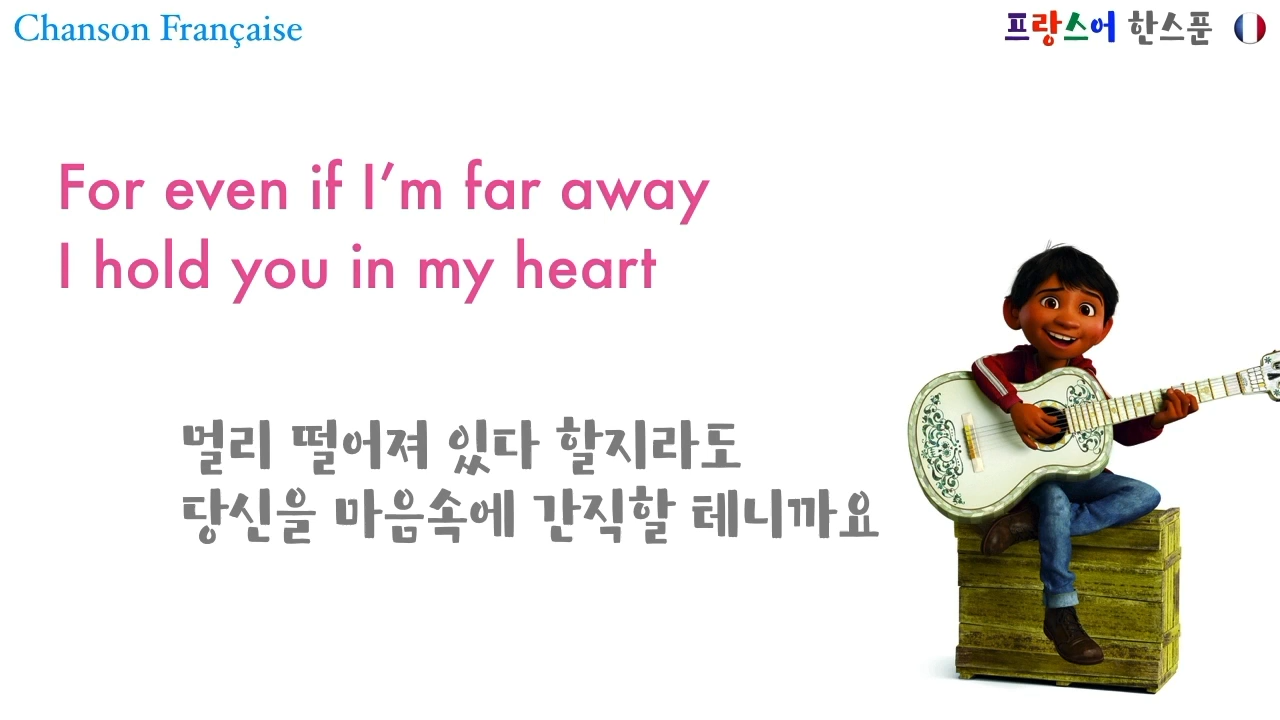 Chanson Française
프랑스어 한스푼
For even if I’m far away
I hold you in my heart
멀리 떨어져 있다 할지라도
당신을 마음속에 간직할 테니까요